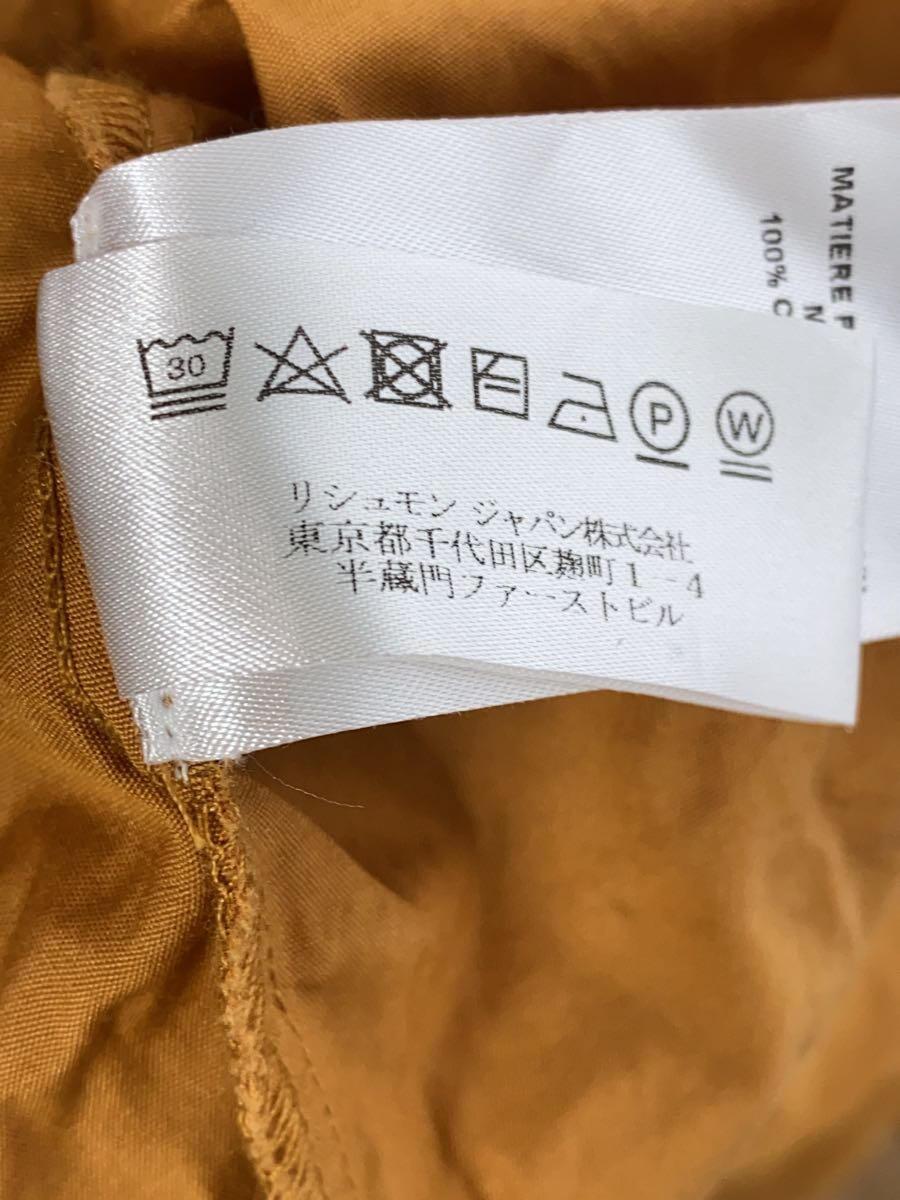 MATIERE
100%
30
P
W
リシュモン ジャパン株式会社
東京都千代田区麹町1-4
半蔵門ファーストビル